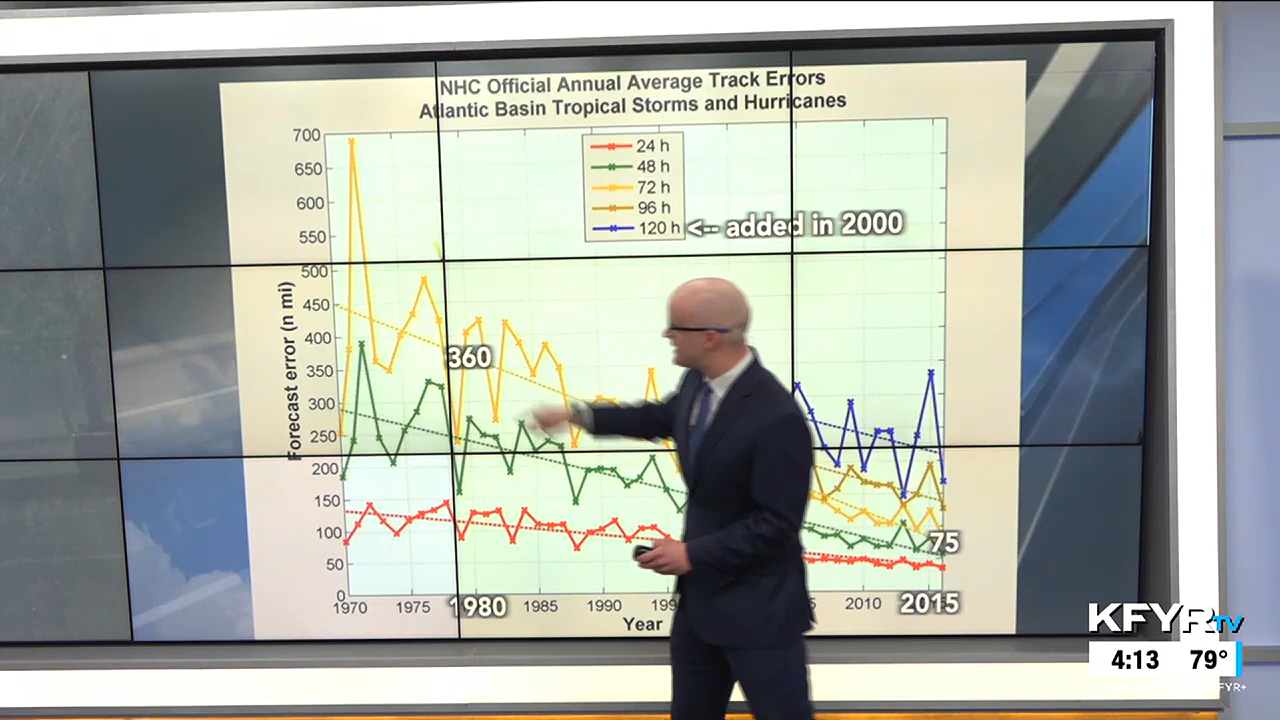 NHC Official Annual Average Track Errors
Atlantic Basin Tropical Storms and Hurricanes
700
650
600
550
500
450
400
350
300
250
200
150
100
50
0
Forecast error (n mi)
24 h
48 h
72 h
96 h
120 h
<-- added in 2000
360
75
1970
1975
1980
1985
1990
2010
2015
Year
KFYR TV
4:13 79°